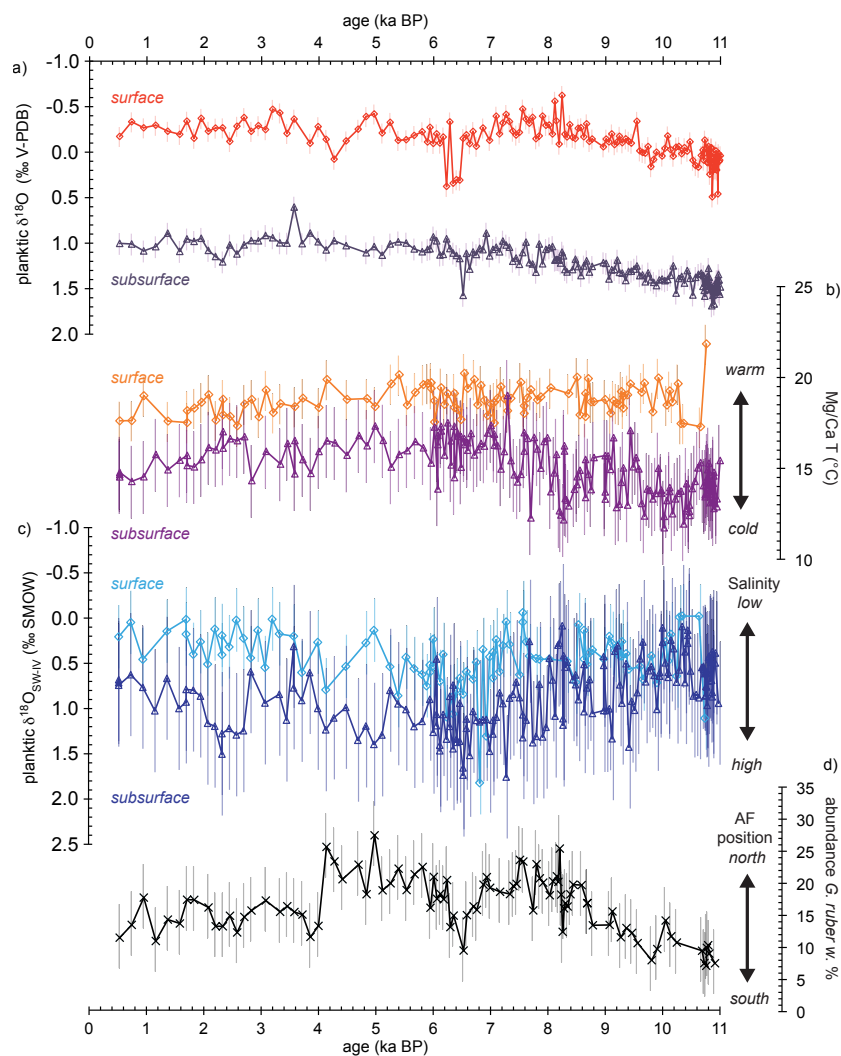 age (ka BP)
0 1 2 3 4 5 6 7 8 9 10 11
a)
-1.0
-0.5
0.0
0.5
1.0
1.5
2.0
planktic δ¹⁸O (‰ V-PDB)
surface
subsurface
b)
25
20
15
10
Mg/Ca T (°C)
surface
warm
cold
subsurface
c)
-1.0
-0.5
0.0
0.5
1.0
1.5
2.0
2.5
planktic δ¹⁸O_SW-IV (‰ SMOW)
surface
Salinity
low
high
subsurface
d)
35
30
25
20
15
10
5
0
abundance G. ruber w. %
AF
position
north
south
0 1 2 3 4 5 6 7 8 9 10 11
age (ka BP)